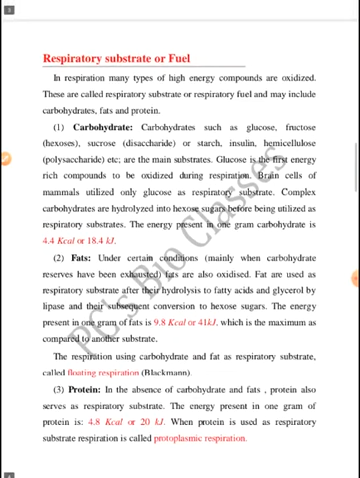 5
Respiratory substrate or Fuel
In respiration many types of high energy compounds are oxidized.
These are called respiratory substrate or respiratory fuel and may include
carbohydrates, fats and protein.
(1) Carbohydrate: Carbohydrates such as glucose, fructose
(hexoses), sucrose (disaccharide) or starch, insulin, hemicellulose
(polysaccharide) etc; are the main substrates. Glucose is the first energy
rich compounds to be oxidized during respiration. Brain cells of
mammals utilized only glucose as respiratory substrate. Complex
carbohydrates are hydrolyzed into hexose sugars before being utilized as
respiratory substrates. The energy present in one gram carbohydrate is
4.4 Kcal or 18.4 kJ.
(2) Fats: Under certain conditions (mainly when carbohydrate
reserves have been exhausted) fats are also oxidised. Fat are used as
respiratory substrate after their hydrolysis to fatty acids and glycerol by
lipase and their subsequent conversion to hexose sugars. The energy
present in one gram of fats is 9.8 Kcal or 41kJ, which is the maximum as
compared to another substrate.
The respiration using carbohydrate and fat as respiratory substrate,
called floating respiration (Blackmann).
(3) Protein: In the absence of carbohydrate and fats , protein also
serves as respiratory substrate. The energy present in one gram of
protein is: 4.8 Kcal or 20 kJ. When protein is used as respiratory
substrate respiration is called protoplasmic respiration.
PC's Bio Classes